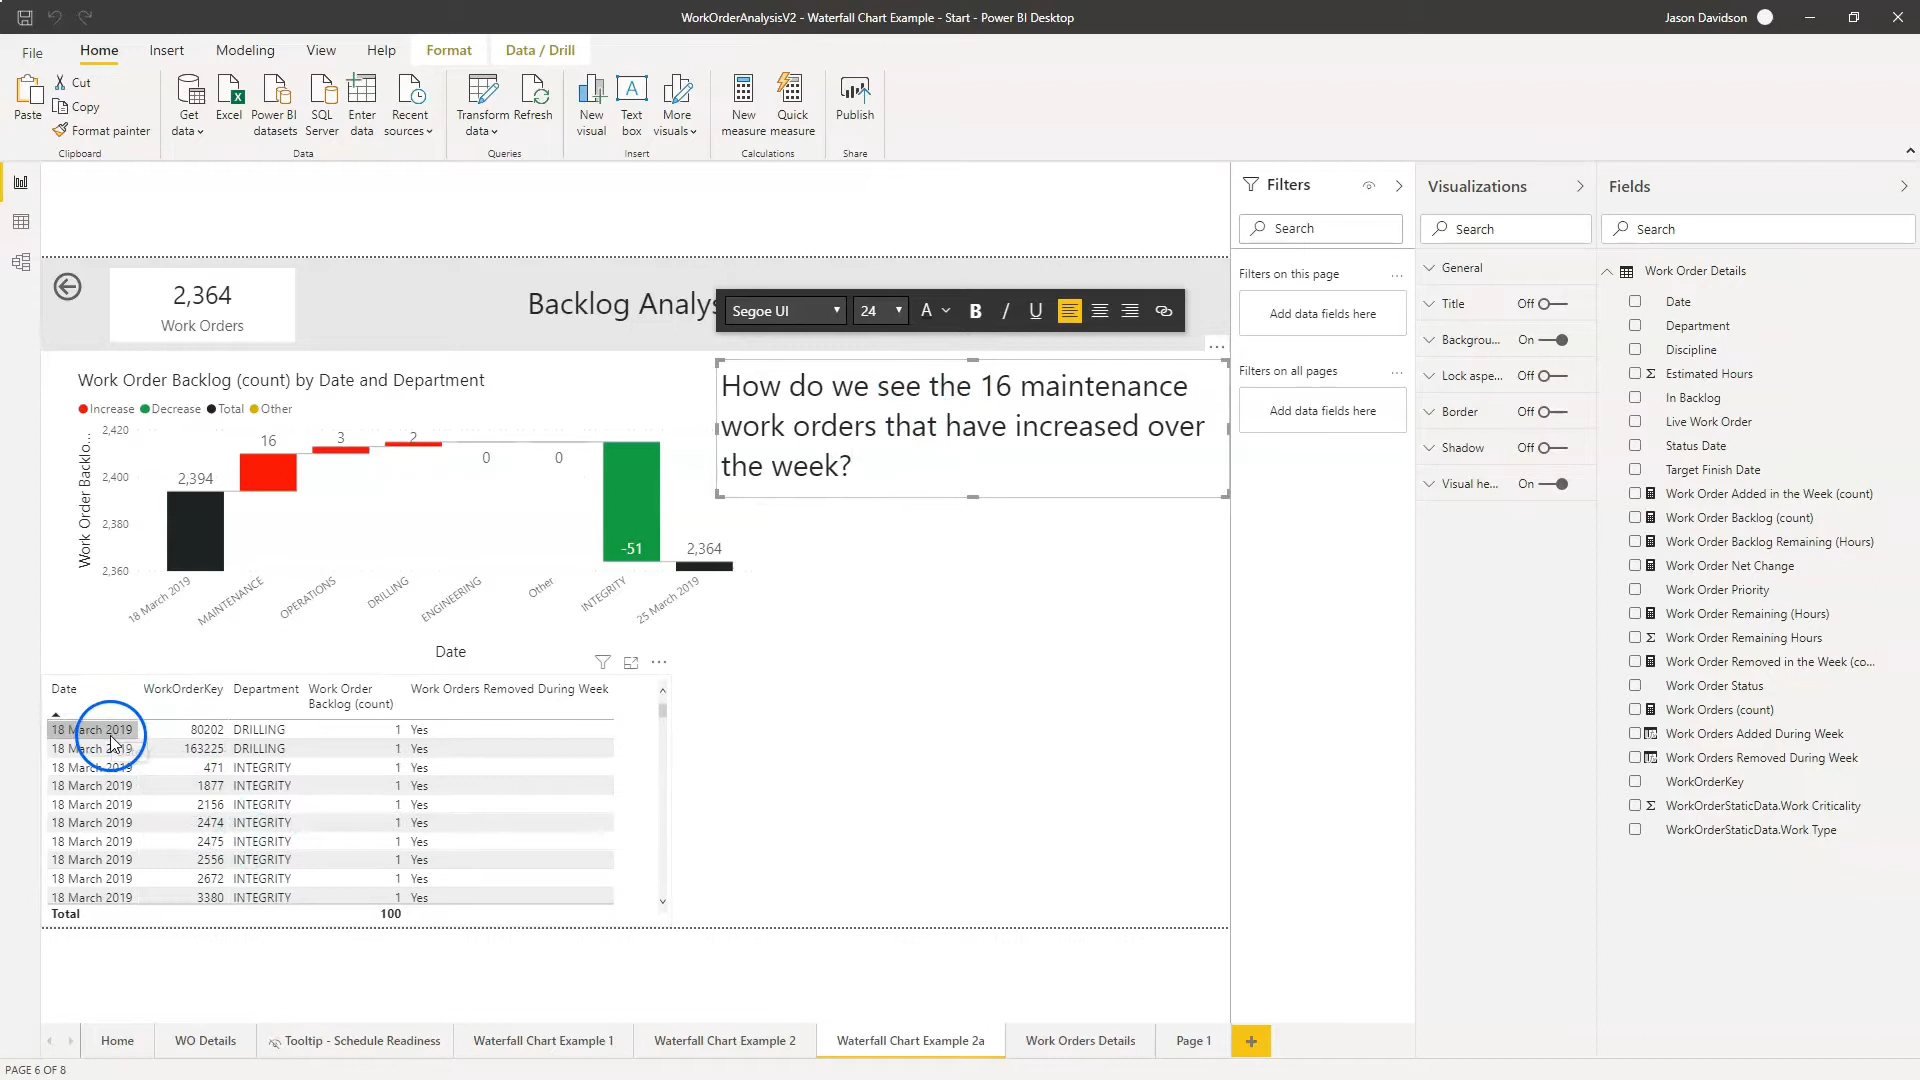 WorkOrderAnalysisV2 - Waterfall Chart Example - Start - Power BI Desktop
Jason Davidson
File
Home
Insert
Modeling
View
Help
Format
Data / Drill
Paste
Cut
Copy
Format painter
Clipboard
Get data
Excel
Power BI datasets
SQL Server
Enter data
Recent sources
Data
Transform data
Refresh
Queries
New visual
Text box
More visuals
Insert
New measure
Quick measure
Calculations
Publish
Share
2,364
Work Orders
Backlog Analys
Segoe UI
24
A
B
I
U
How do we see the 16 maintenance
work orders that have increased over
the week?
Work Order Backlog (count) by Date and Department
Increase Decrease Total Other
Work Order Backlo...
2,420
2,400
2,380
2,360
2,394
16
3
2
0
0
-51
2,364
18 March 2019
MAINTENANCE
OPERATIONS
DRILLING
ENGINEERING
Other
INTEGRITY
25 March 2019
Date
Date WorkOrderKey Department Work Order Backlog (count) Work Orders Removed During Week
18 March 2019 80202 DRILLING 1 Yes
18 March 2019 163225 DRILLING 1 Yes
18 March 2019 471 INTEGRITY 1 Yes
18 March 2019 1877 INTEGRITY 1 Yes
18 March 2019 2156 INTEGRITY 1 Yes
18 March 2019 2474 INTEGRITY 1 Yes
18 March 2019 2475 INTEGRITY 1 Yes
18 March 2019 2556 INTEGRITY 1 Yes
18 March 2019 2672 INTEGRITY 1 Yes
18 March 2019 3380 INTEGRITY 1 Yes
Total 100
Filters
Search
Filters on this page
Add data fields here
Filters on all pages
Add data fields here
Visualizations
Search
General
Title Off
Backgrou... On
Lock aspe... Off
Border Off
Shadow Off
Visual he... On
Fields
Search
Work Order Details
Date
Department
Discipline
Estimated Hours
In Backlog
Live Work Order
Status Date
Target Finish Date
Work Order Added in the Week (count)
Work Order Backlog (count)
Work Order Backlog Remaining (Hours)
Work Order Net Change
Work Order Priority
Work Order Remaining (Hours)
Work Order Remaining Hours
Work Order Removed in the Week (co...
Work Order Status
Work Orders (count)
Work Orders Added During Week
Work Orders Removed During Week
WorkOrderKey
WorkOrderStaticData.Work Criticality
WorkOrderStaticData.Work Type
Home
WO Details
Tooltip - Schedule Readiness
Waterfall Chart Example 1
Waterfall Chart Example 2
Waterfall Chart Example 2a
Work Orders Details
Page 1
PAGE 6 OF 8